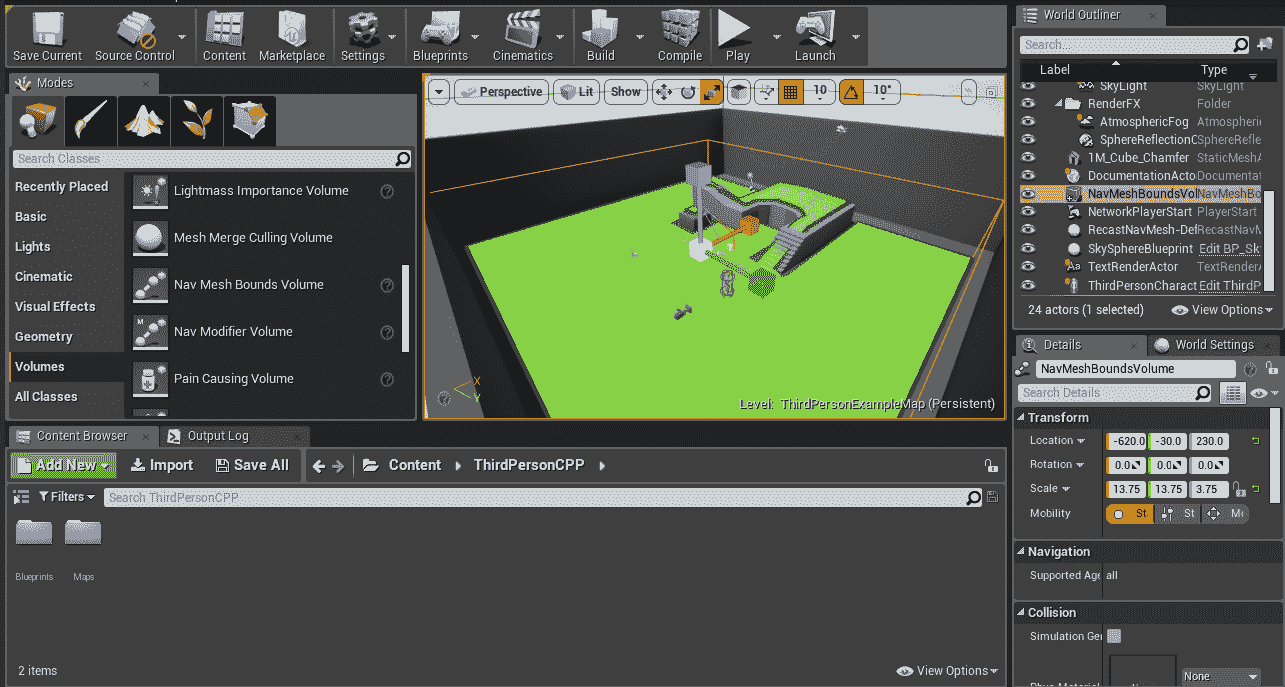 Save Current Source Control Content Marketplace Settings Blueprints Cinematics Build Compile Play Launch
Modes
Search Classes
Recently Placed
Basic
Lights
Cinematic
Visual Effects
Geometry
Volumes
All Classes
Lightmass Importance Volume
Mesh Merge Culling Volume
Nav Mesh Bounds Volume
M
Nav Modifier Volume
Pain Causing Volume
Perspective Lit Show 10 10°
X
Y
Level: ThirdPersonExampleMap (Persistent)
World Outliner
Search...
Label Type
SkyLight SkyLight
RenderFX Folder
AtmosphericFog Atmospheric
SphereReflectionC SphereRefle
1M_Cube_Chamfer StaticMeshA
DocumentationActo Documentat
NavMeshBoundsVol NavMeshBo
NetworkPlayerStart PlayerStart
RecastNavMesh-Def RecastNavM
SkySphereBlueprint Edit BP_Sk
Aa TextRenderActor TextRenderA
ThirdPersonCharact Edit ThirdP
24 actors (1 selected) View Options
Details World Settings
NavMeshBoundsVolume
Search Details
Transform
Location -620.0 -30.0 230.0
Rotation 0.0 0.0 0.0
Scale 13.75 13.75 3.75
Mobility St St Mo
Navigation
Supported Age all
Collision
Simulation Ger
Phys Material
None
Content Browser Output Log
Add New Import Save All Content ThirdPersonCPP
Filters Search ThirdPersonCPP
Blueprints Maps
2 items View Options